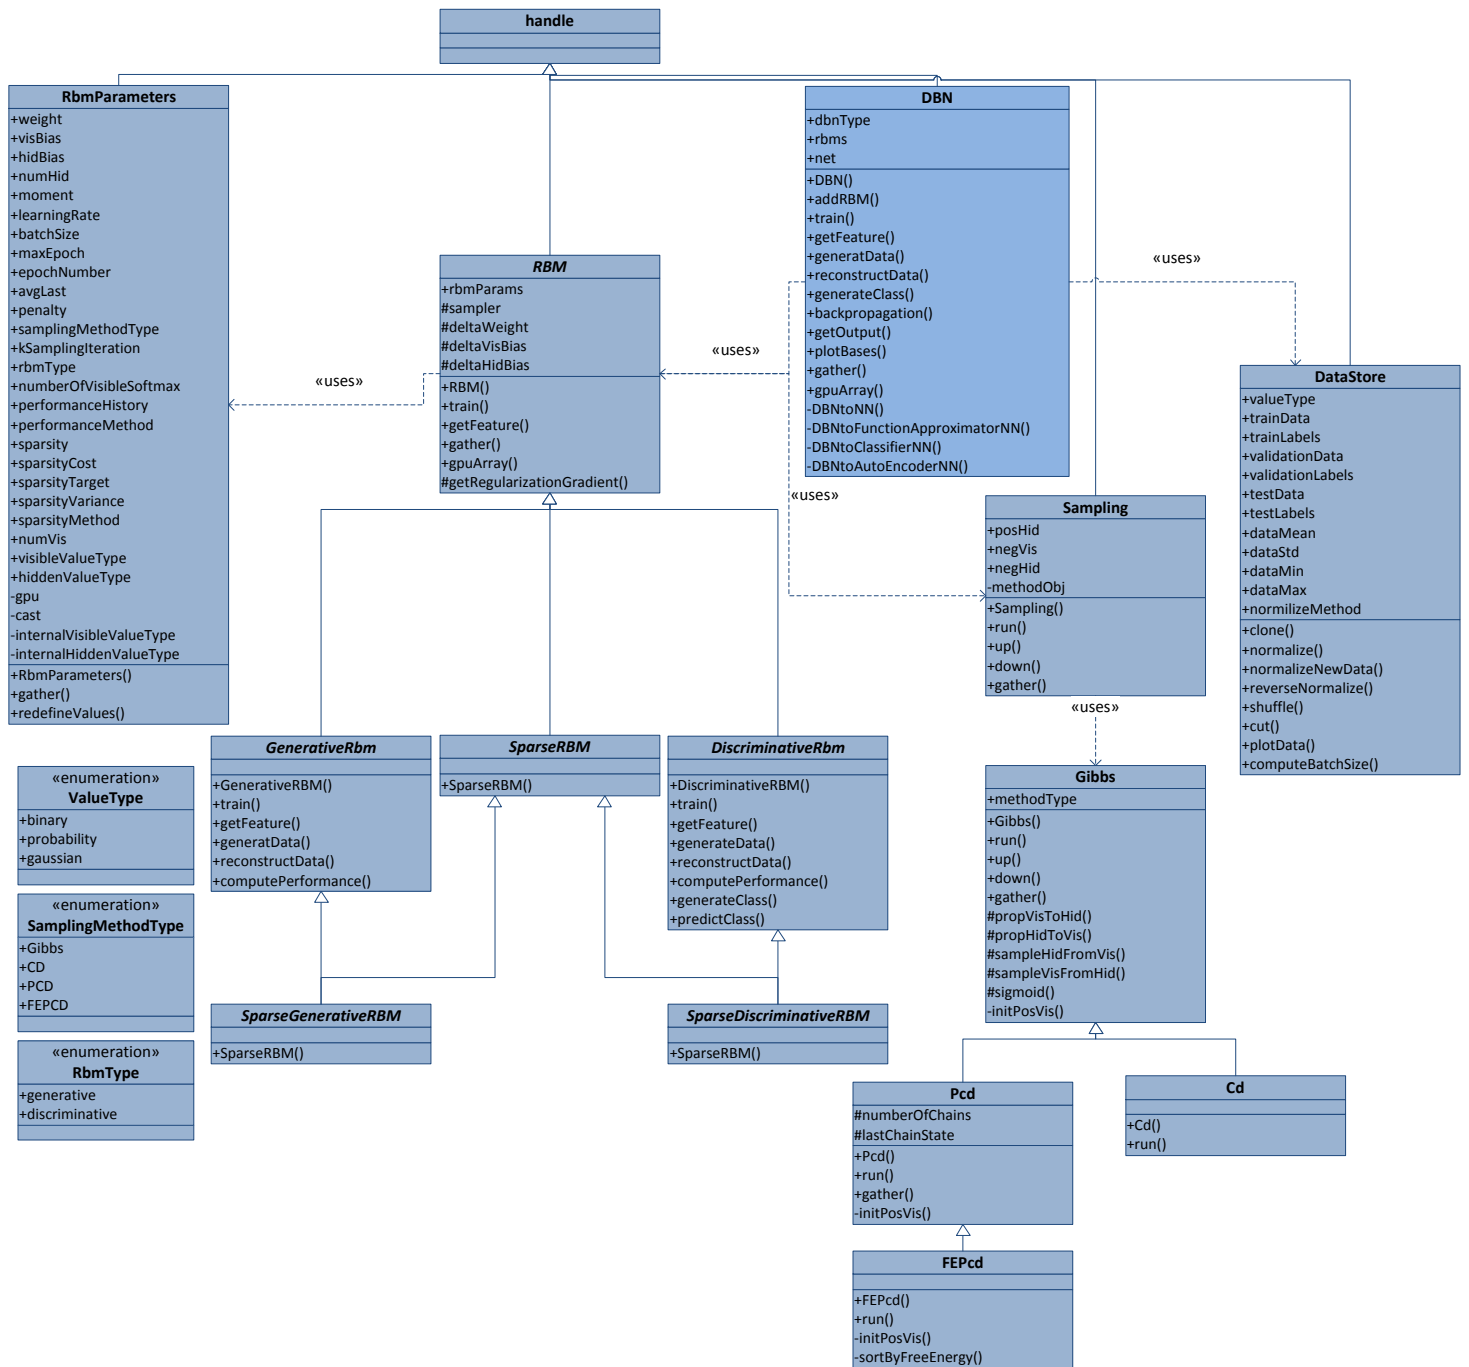 handle
RbmParameters
+weight
+visBias
+hidBias
+numHid
+moment
+learningRate
+batchSize
+maxEpoch
+epochNumber
+avgLast
+penalty
+samplingMethodType
+kSamplingIteration
+rbmType
+numberOfVisibleSoftmax
+performanceHistory
+performanceMethod
+sparsity
+sparsityCost
+sparsityTarget
+sparsityVariance
+sparsityMethod
+numVis
+visibleValueType
+hiddenValueType
-gpu
-cast
-internalVisibleValueType
-internalHiddenValueType
+RbmParameters()
+gather()
+redefineValues()
«uses»
RBM
+rbmParams
#sampler
#deltaWeight
#deltaVisBias
#deltaHidBias
+RBM()
+train()
+getFeature()
+gather()
+gpuArray()
#getRegularizationGradient()
«uses»
DBN
+dbnType
+rbms
+net
+DBN()
+addRBM()
+train()
+getFeature()
+generatData()
+reconstructData()
+generateClass()
+backpropagation()
+getOutput()
+plotBases()
+gather()
+gpuArray()
-DBNtoNN()
-DBNtoFunctionApproximatorNN()
-DBNtoClassifierNN()
-DBNtoAutoEncoderNN()
«uses»
«uses»
DataStore
+valueType
+trainData
+trainLabels
+validationData
+validationLabels
+testData
+testLabels
+dataMean
+dataStd
+dataMin
+dataMax
+normilizeMethod
+clone()
+normalize()
+normalizeNewData()
+reverseNormalize()
+shuffle()
+cut()
+plotData()
+computeBatchSize()
Sampling
+posHid
+negVis
+negHid
-methodObj
+Sampling()
+run()
+up()
+down()
+gather()
«uses»
GenerativeRbm
+GenerativeRBM()
+train()
+getFeature()
+generatData()
+reconstructData()
+computePerformance()
SparseRBM
+SparseRBM()
DiscriminativeRbm
+DiscriminativeRBM()
+train()
+getFeature()
+generateData()
+reconstructData()
+computePerformance()
+generateClass()
+predictClass()
«enumeration»
ValueType
+binary
+probability
+gaussian
«enumeration»
SamplingMethodType
+Gibbs
+CD
+PCD
+FEPCD
«enumeration»
RbmType
+generative
+discriminative
SparseGenerativeRBM
+SparseRBM()
SparseDiscriminativeRBM
+SparseRBM()
Gibbs
+methodType
+Gibbs()
+run()
+up()
+down()
+gather()
#propVisToHid()
#propHidToVis()
#sampleHidFromVis()
#sampleVisFromHid()
#sigmoid()
-initPosVis()
Pcd
#numberOfChains
#lastChainState
+Pcd()
+run()
+gather()
-initPosVis()
Cd
+Cd()
+run()
FEPcd
+FEPcd()
+run()
-initPosVis()
-sortByFreeEnergy()